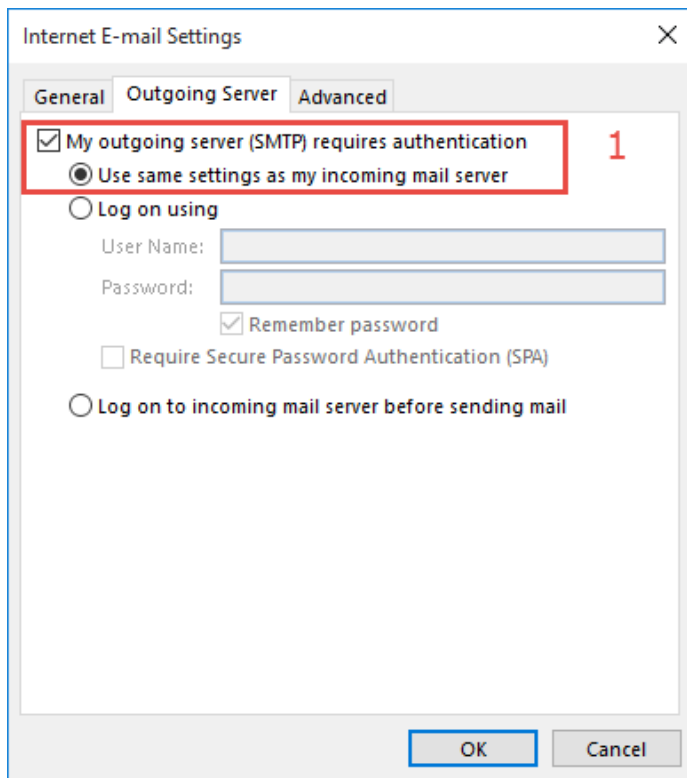 Internet E-mail Settings
General Outgoing Server Advanced
My outgoing server (SMTP) requires authentication 1
Use same settings as my incoming mail server
Log on using
User Name:
Password:
Remember password
Require Secure Password Authentication (SPA)
Log on to incoming mail server before sending mail
OK Cancel